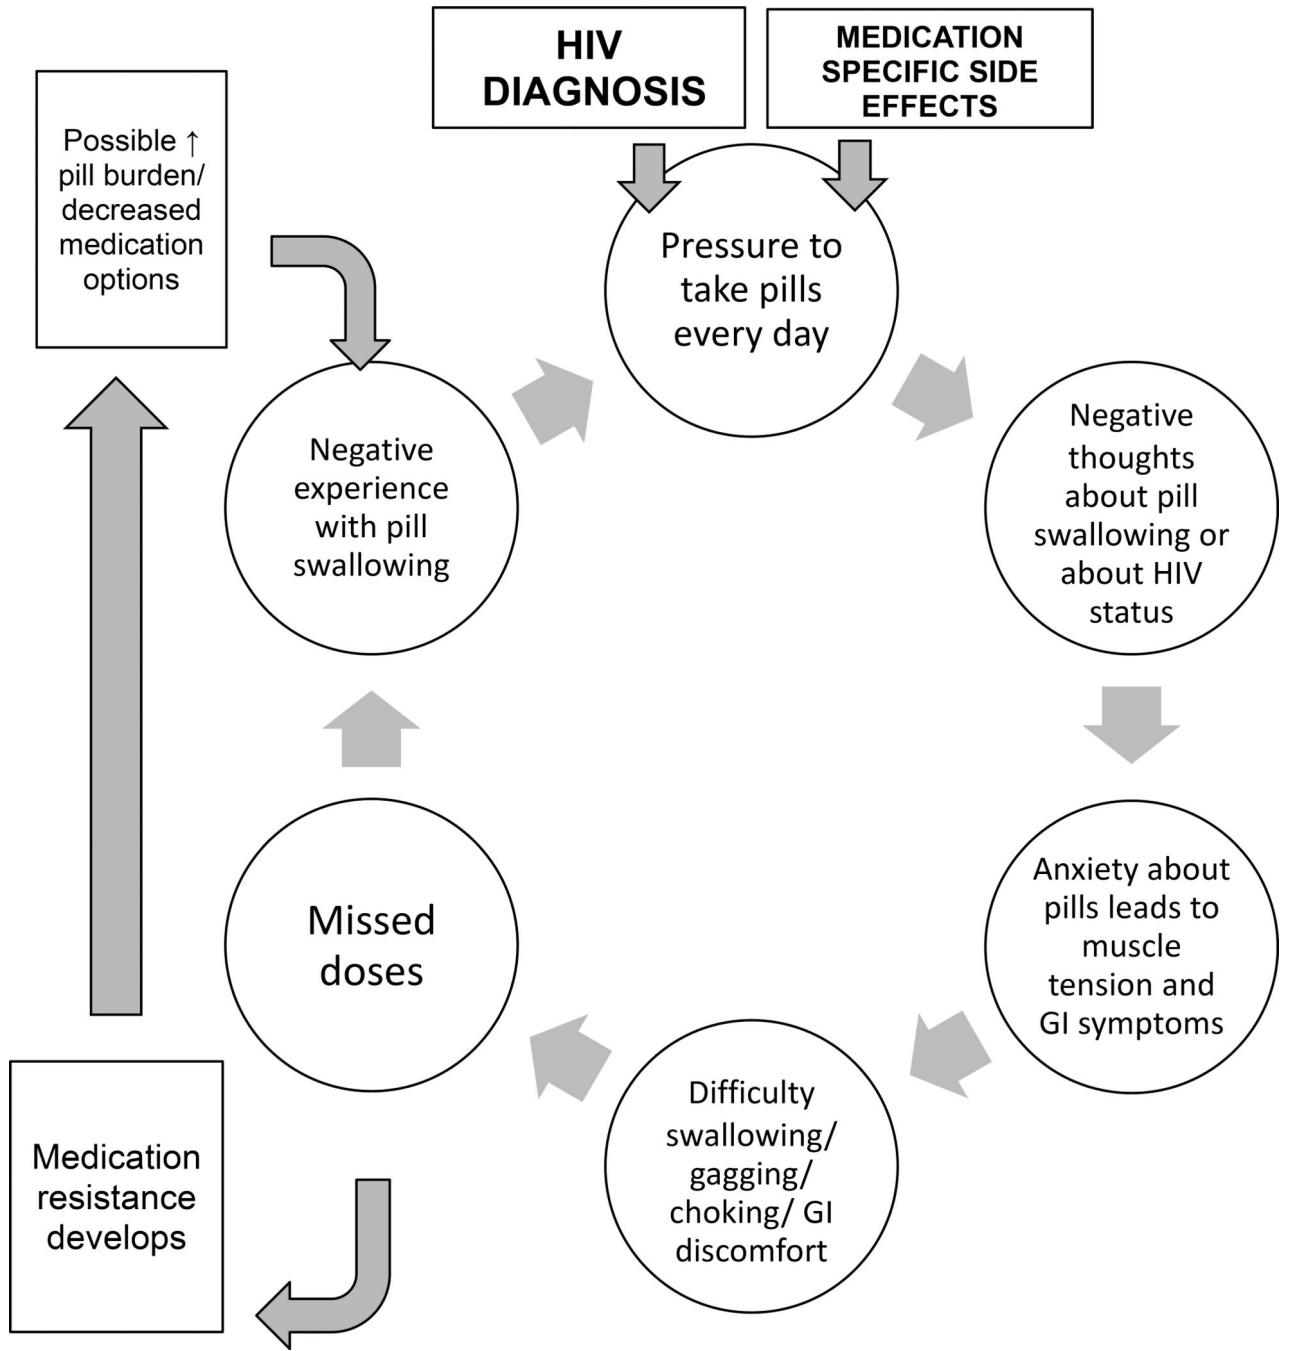 HIV
DIAGNOSIS
MEDICATION
SPECIFIC SIDE
EFFECTS
Pressure to
take pills
every day
Negative
thoughts
about pill
swallowing or
about HIV
status
Anxiety about
pills leads to
muscle
tension and
GI symptoms
Difficulty
swallowing/
gagging/
choking/ GI
discomfort
Missed
doses
Negative
experience
with pill
swallowing
Medication
resistance
develops
Possible ↑
pill burden/
decreased
medication
options